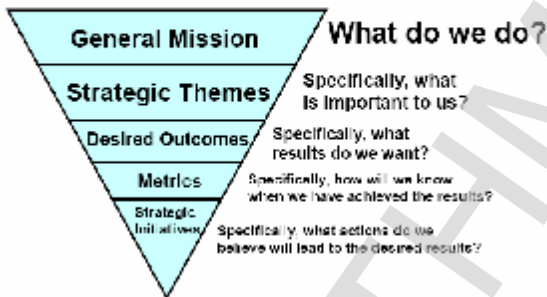 General Mission
What do we do?
Strategic Themes
Specifically, what
is important to us?
Desired Outcomes
Specifically, what
results do we want?
Metrics
Specifically, how will we know
when we have achieved the results?
Strategic
Initiatives
Specifically, what actions do we
believe will lead to the desired results?
THM